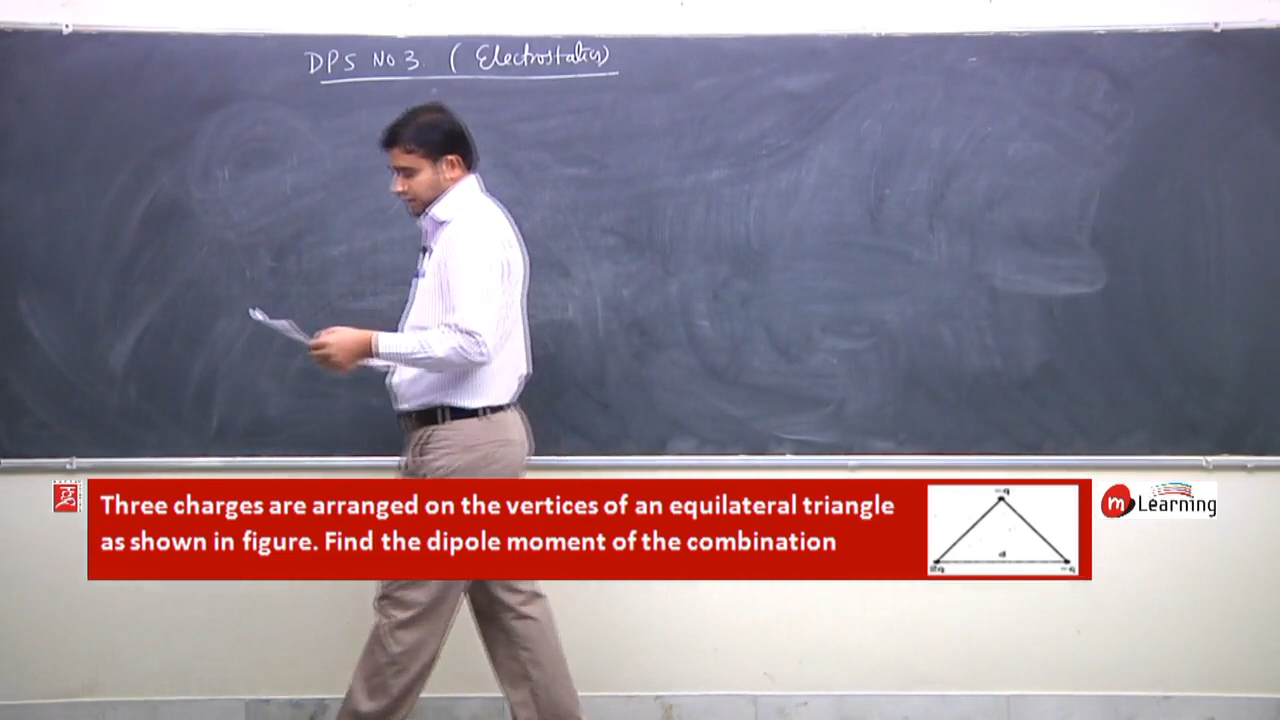 DPS No 3. ( Electrostatics)
Three charges are arranged on the vertices of an equilateral triangle
as shown in figure. Find the dipole moment of the combination
-q
d
2q
-q
m Learning